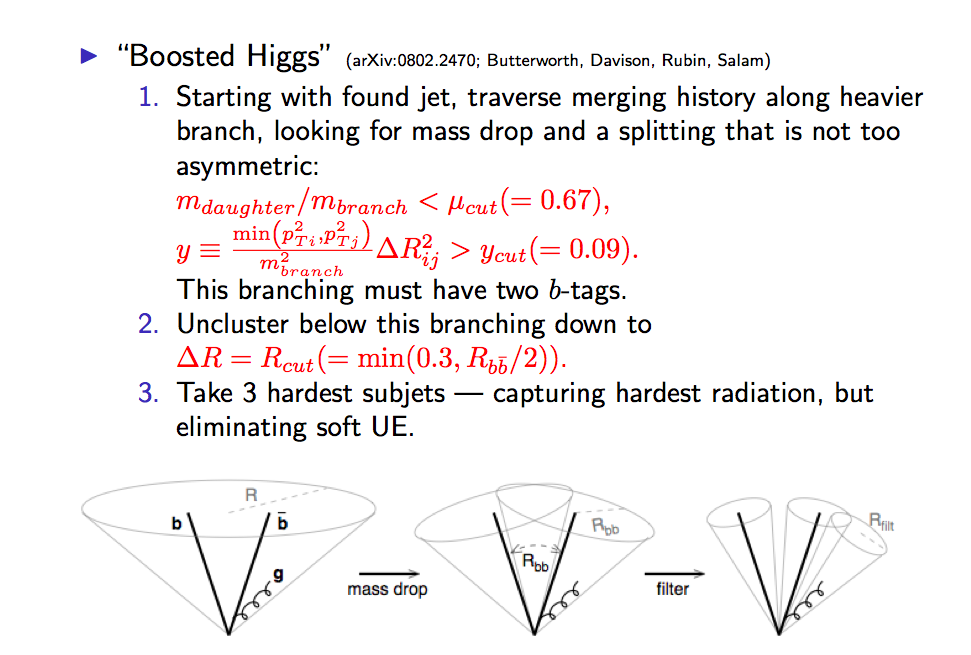 ► “Boosted Higgs” (arXiv:0802.2470; Butterworth, Davison, Rubin, Salam)
1. Starting with found jet, traverse merging history along heavier
branch, looking for mass drop and a splitting that is not too
asymmetric:
m_{daughter}/m_{branch} < μ_{cut}(= 0.67),
y ≡ \frac{min(p_{Ti}^2, p_{Tj}^2)}{m_{branch}^2} ΔR_{ij}^2 > y_{cut}(= 0.09).
This branching must have two b-tags.
2. Uncluster below this branching down to
ΔR = R_{cut}(= min(0.3, R_{b\bar{b}}/2)).
3. Take 3 hardest subjets — capturing hardest radiation, but
eliminating soft UE.
R
b
b̄
g
mass drop
R_{bb}
R_{bb}
filter
R_{filt}